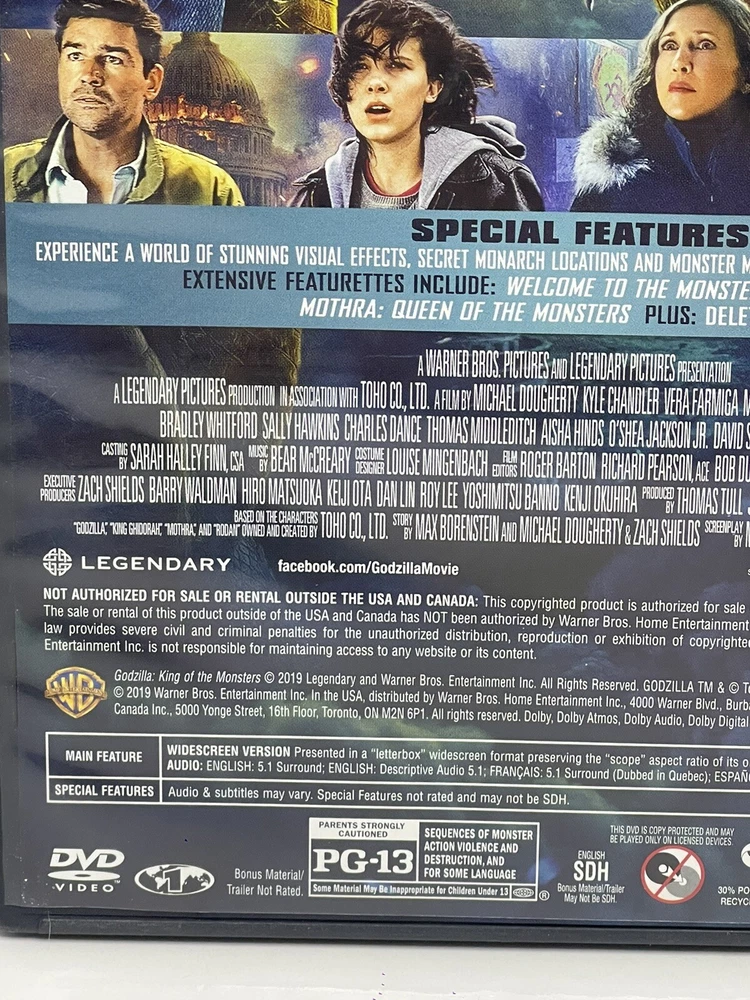 SPECIAL FEATURES
EXPERIENCE A WORLD OF STUNNING VISUAL EFFECTS, SECRET MONARCH LOCATIONS AND MONSTER M
EXTENSIVE FEATURETTES INCLUDE: WELCOME TO THE MONSTE
MOTHRA: QUEEN OF THE MONSTERS PLUS: DELE
A WARNER BROS. PICTURES AND LEGENDARY PICTURES PRESENTATION
A LEGENDARY PICTURES PRODUCTION IN ASSOCIATION WITH TOHO CO., LTD. A FILM BY MICHAEL DOUGHERTY KYLE CHANDLER VERA FARMIGA M
BRADLEY WHITFORD SALLY HAWKINS CHARLES DANCE THOMAS MIDDLEDITCH AISHA HINDS O'SHEA JACKSON JR. DAVID S
CASTING BY SARAH HALLEY FINN, CSA MUSIC BY BEAR McCREARY COSTUME DESIGNER LOUISE MINGENBACH FILM EDITORS ROGER BARTON RICHARD PEARSON, ACE BOB D
EXECUTIVE PRODUCERS ZACH SHIELDS BARRY WALDMAN HIRO MATSUOKA KEIJI OTA DAN LIN ROY LEE YOSHIMITSU BANNO KENJI OKUHIRA PRODUCED BY THOMAS TULL J
BASED ON THE CHARACTERS "GODZILLA," "KING GHIDORAH," "MOTHRA," AND "RODAN" OWNED AND CREATED BY TOHO CO., LTD. STORY BY MAX BORENSTEIN AND MICHAEL DOUGHERTY & ZACH SHIELDS SCREENPLAY BY M
LEGENDARY facebook.com/GodzillaMovie
NOT AUTHORIZED FOR SALE OR RENTAL OUTSIDE THE USA AND CANADA: This copyrighted product is authorized for sale
The sale or rental of this product outside of the USA and Canada has NOT been authorized by Warner Bros. Home Entertainment
law provides severe civil and criminal penalties for the unauthorized distribution, reproduction or exhibition of copyrighte
Entertainment Inc. is not responsible for maintaining access to any website or its content.
WB
Godzilla: King of the Monsters © 2019 Legendary and Warner Bros. Entertainment Inc. All Rights Reserved. GODZILLA TM & © To
© 2019 Warner Bros. Entertainment Inc. In the USA, distributed by Warner Bros. Home Entertainment Inc., 4000 Warner Blvd., Burba
Canada Inc., 5000 Yonge Street, 16th Floor, Toronto, ON M2N 6P1. All rights reserved. Dolby, Dolby Atmos, Dolby Audio, Dolby Digital
MAIN FEATURE
WIDESCREEN VERSION Presented in a "letterbox" widescreen format preserving the "scope" aspect ratio of its o
AUDIO: ENGLISH: 5.1 Surround; ENGLISH: Descriptive Audio 5.1; FRANÇAIS: 5.1 Surround (Dubbed in Quebec); ESPAÑ
SPECIAL FEATURES
Audio & subtitles may vary. Special Features not rated and may not be SDH.
DVD
VIDEO™
1
Bonus Material/
Trailer Not Rated.
PARENTS STRONGLY
CAUTIONED
PG-13
SEQUENCES OF MONSTER
ACTION VIOLENCE AND
DESTRUCTION, AND
FOR SOME LANGUAGE
Some Material May Be Inappropriate for Children Under 13
®
ENGLISH
SDH
Bonus Material/Trailer
May Not Be SDH.
THIS DVD IS COPY PROTECTED AND MAY
BE PLAYED ONLY ON LICENSED DEVICES.
30% PO
RECYC